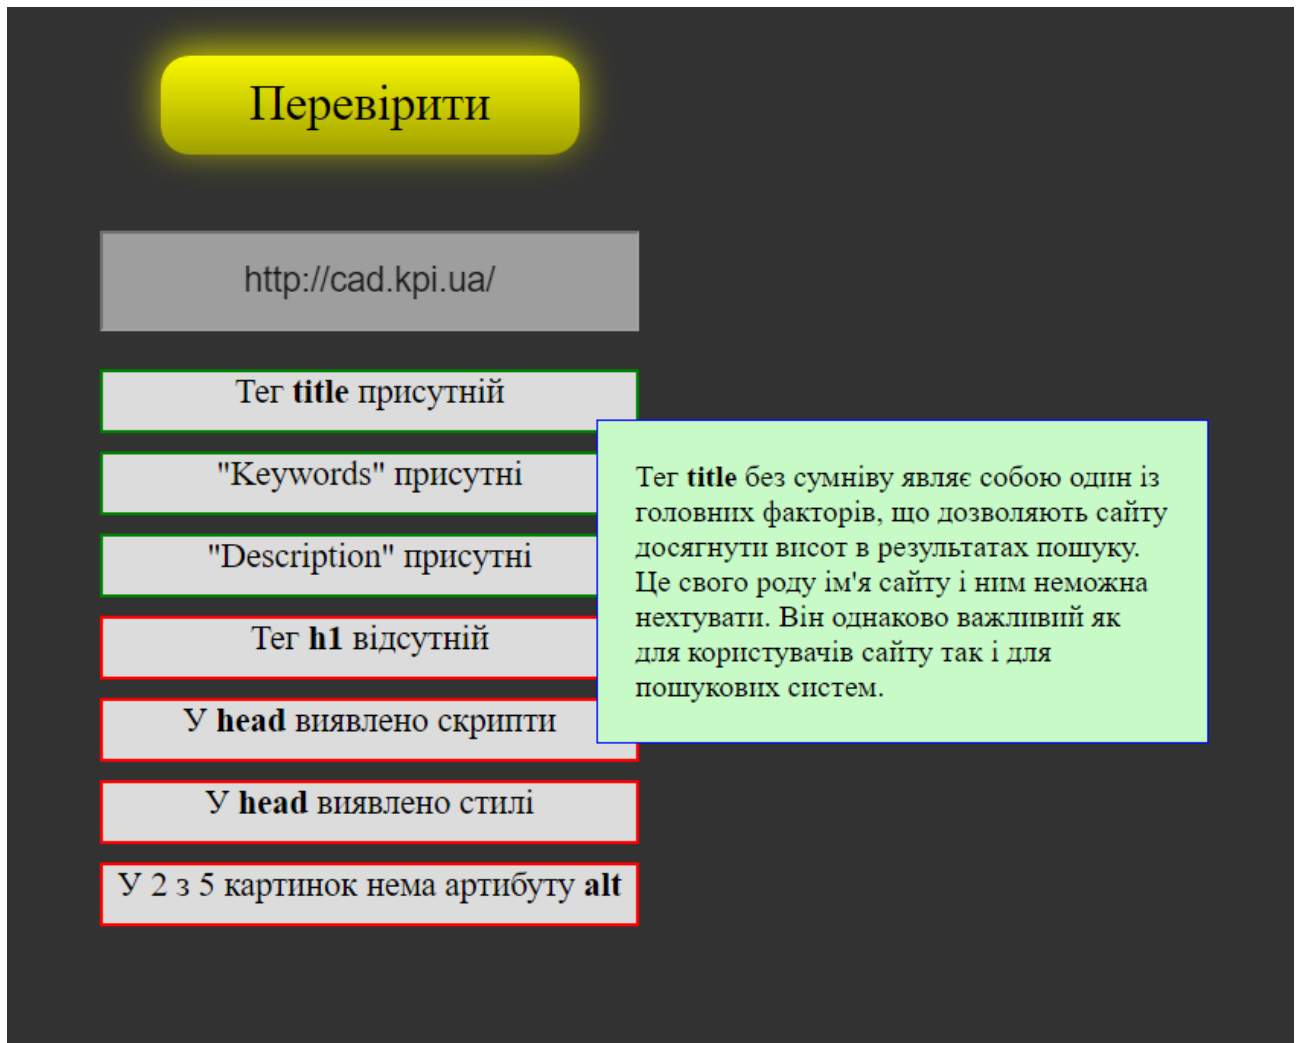 Перевірити
http://cad.kpi.ua/
Тег title присутній
"Keywords" присутні
"Description" присутні
Тег h1 відсутній
У head виявлено скрипти
У head виявлено стилі
У 2 з 5 картинок нема артибуту alt
Тег title без сумніву являє собою один із
головних факторів, що дозволяють сайту
досягнути висот в результатах пошуку.
Це свого роду ім'я сайту і ним неможна
нехтувати. Він однаково важливий як
для користувачів сайту так і для
пошукових систем.